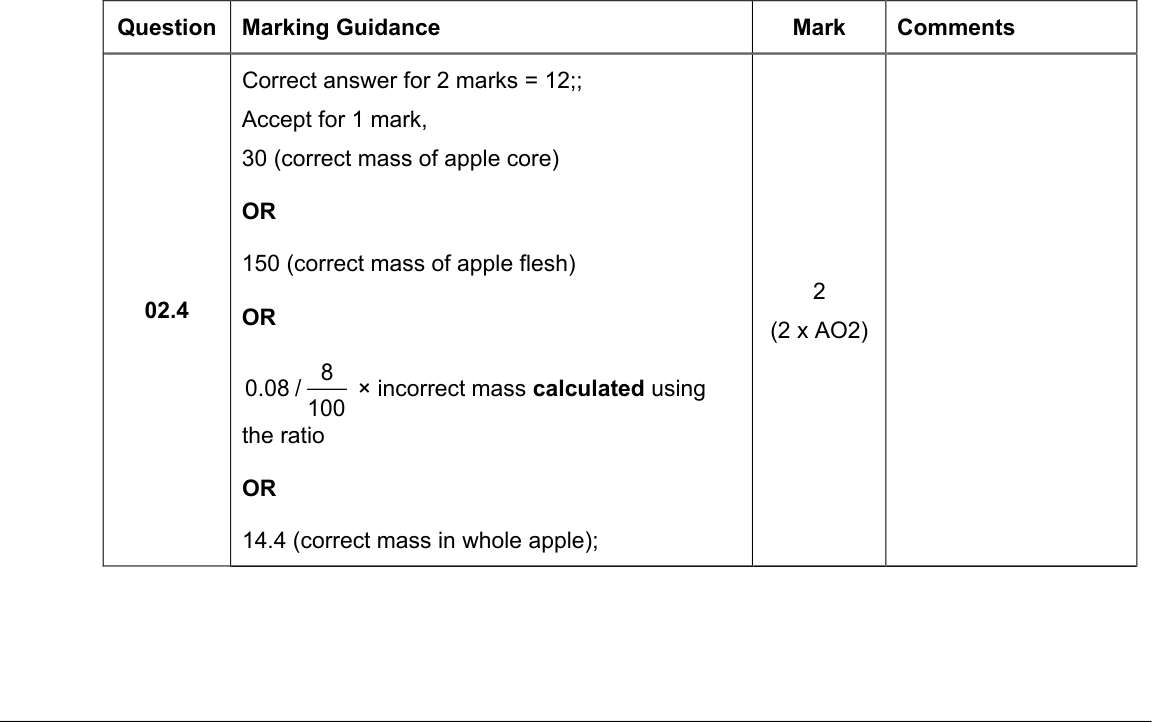 Question Marking Guidance Mark Comments
Correct answer for 2 marks = 12;;
Accept for 1 mark,
30 (correct mass of apple core)
OR
150 (correct mass of apple flesh)
OR
0.08 / 8/100 × incorrect mass calculated using
the ratio
OR
14.4 (correct mass in whole apple);
02.4
2
(2 x AO2)